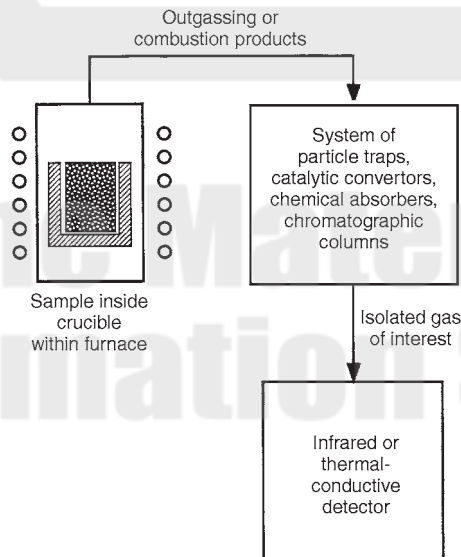 Outgassing or
combustion products
System of
particle traps,
catalytic convertors,
chemical absorbers,
chromatographic
columns
Sample inside
crucible
within furnace
Isolated gas
of interest
Infrared or
thermal-
conductive
detector